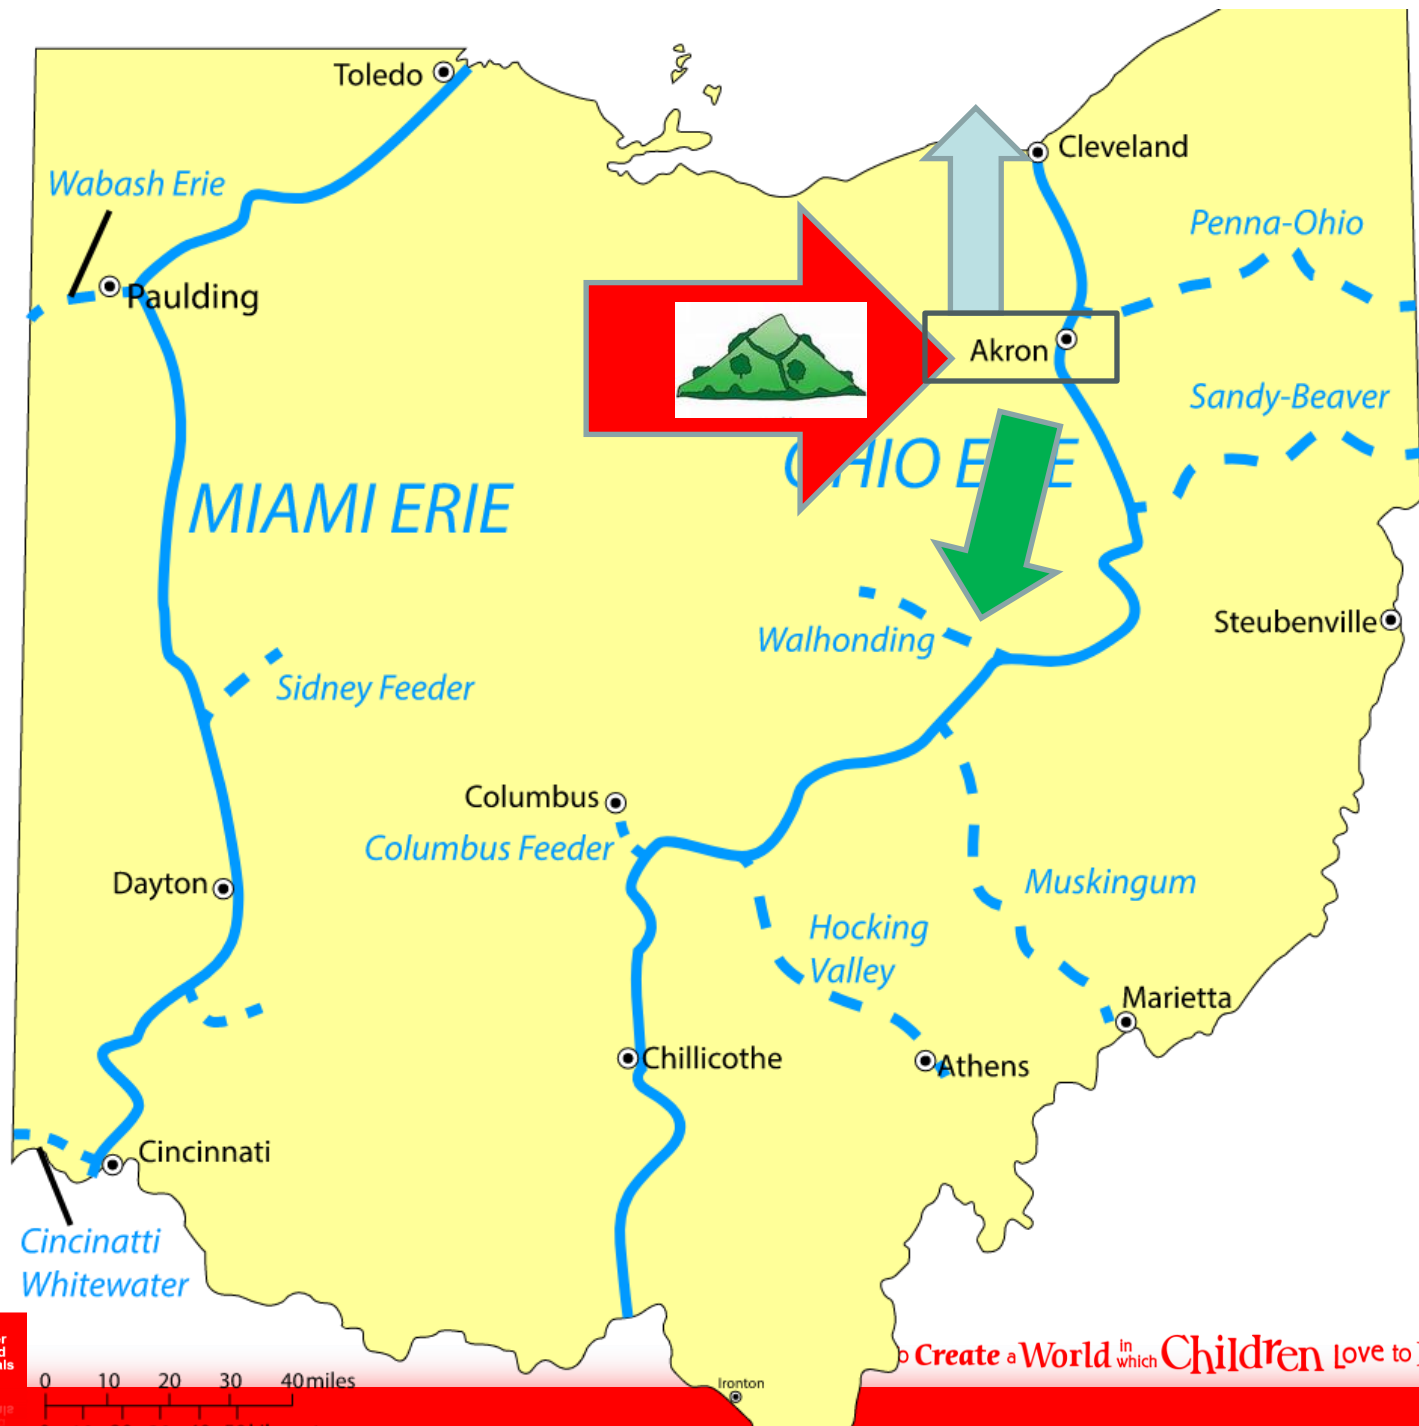 Toledo
Cleveland
Wabash Erie
Penna-Ohio
Paulding
Akron
Sandy-Beaver
MIAMI ERIE
Steubenville
Walhonding
Sidney Feeder
Columbus
Columbus Feeder
Dayton
Muskingum
Hocking
Valley
Marietta
Chillicothe
Athens
Cincinnati
Cincinatti
Whitewater
Create a World in which Children Love to
0 10 20 30 40 miles
Ironton